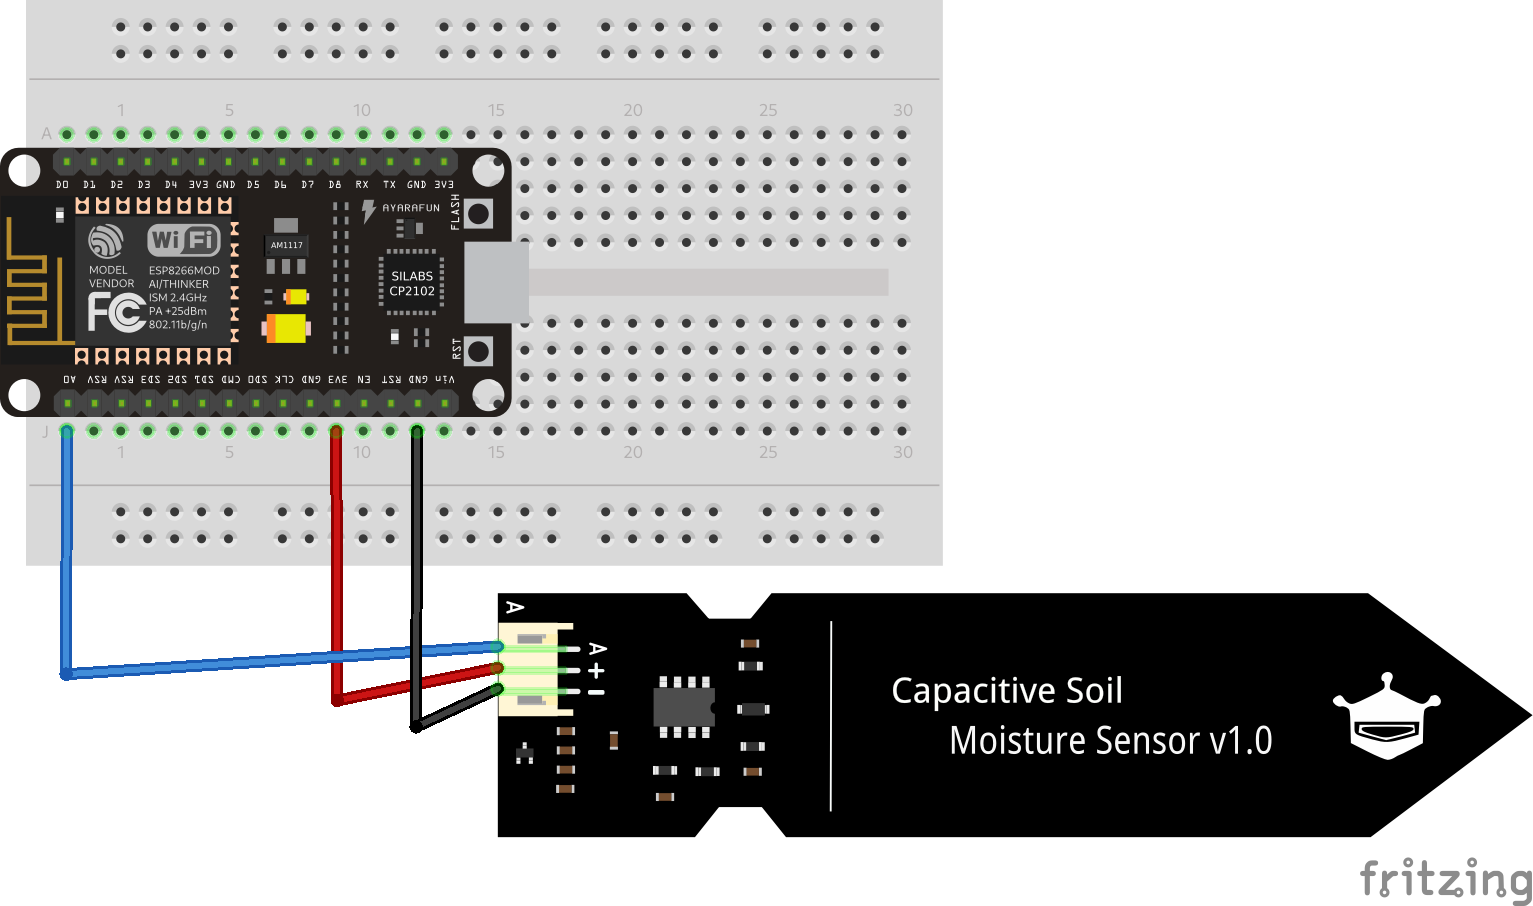 1 5 10 15 20 25 30
A
D0 D1 D2 D3 D4 3V3 GND D5 D6 D7 D8 RX TX GND 3V3
AYARAFUN
FLASH
WiFi
AM1117
MODEL
VENDOR
FCC
ESP8266MOD
AI/THINKER
ISM 2.4GHz
PA +25dBm
802.11b/g/n
SILABS
CP2102
RST
A0 RSV RSV SD3 SD2 SD1 CMD SD0 CLK GND 3V3 EN RST GND Vin
J
1 5 10 15 20 25 30
A
A
+
−
Capacitive Soil
Moisture Sensor v1.0
fritzing